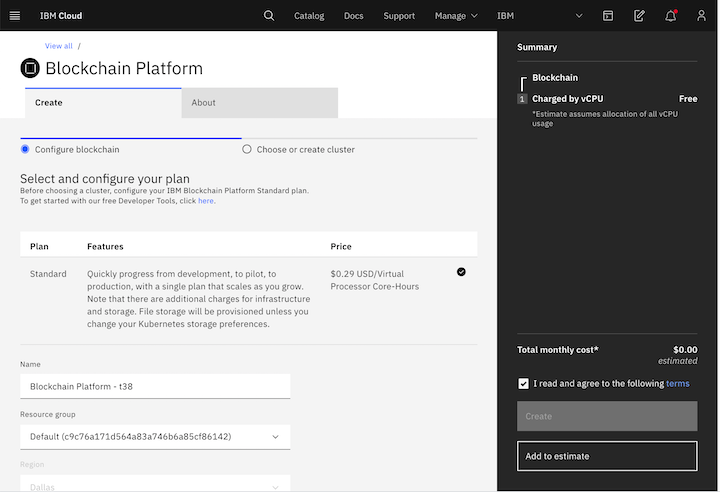 IBM Cloud
Catalog
Docs
Support
Manage
IBM
View all /
Blockchain Platform
Create
About
Configure blockchain
Choose or create cluster
Select and configure your plan
Before choosing a cluster, configure your IBM Blockchain Platform Standard plan.
To get started with our free Developer Tools, click here.
Plan
Features
Price
Standard
Quickly progress from development, to pilot, to
production, with a single plan that scales as you grow.
Note that there are additional charges for infrastructure
and storage. File storage will be provisioned unless you
change your Kubernetes storage preferences.
$0.29 USD/Virtual
Processor Core-Hours
Name
Blockchain Platform - t38
Resource group
Default (c9c76a171d564a83a746b6a85cf86142)
Region
Dallas
Summary
Blockchain
1 Charged by vCPU Free
*Estimate assumes allocation of all vCPU
usage
Total monthly cost* $0.00
estimated
I read and agree to the following terms
Create
Add to estimate